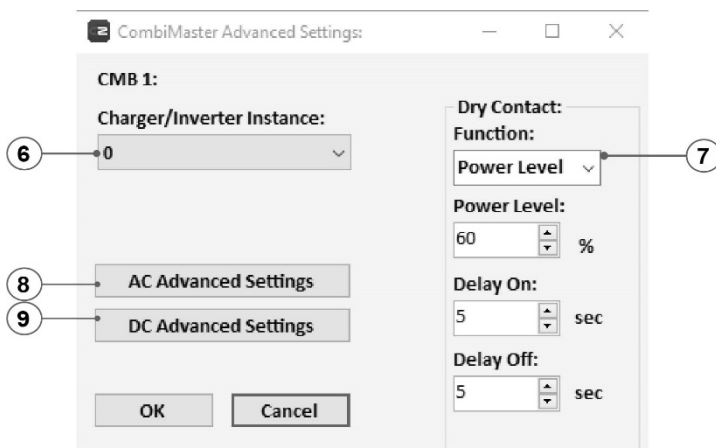 CombiMaster Advanced Settings:
CMB 1:
Charger/Inverter Instance:
6
0
8
AC Advanced Settings
9
DC Advanced Settings
OK
Cancel
Dry Contact:
Function:
Power Level
7
Power Level:
60
%
Delay On:
5
sec
Delay Off:
5
sec